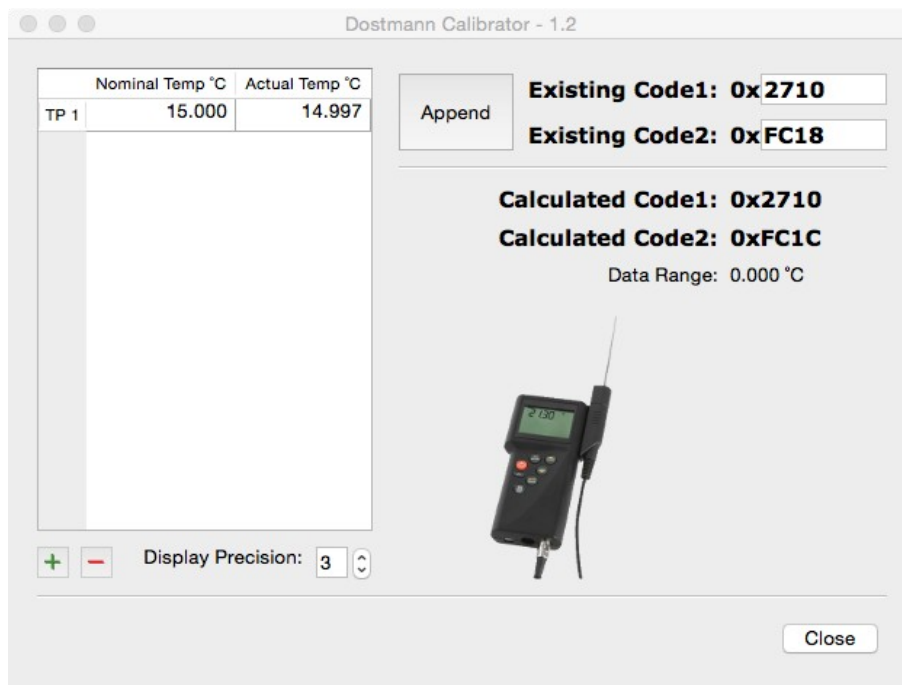 Dostmann Calibrator - 1.2
Nominal Temp °C Actual Temp °C
TP 1 15.000 14.997
Append
Existing Code1: 0x 2710
Existing Code2: 0x FC18
Calculated Code1: 0x2710
Calculated Code2: 0xFC1C
Data Range: 0.000 °C
2130
+ − Display Precision: 3
Close